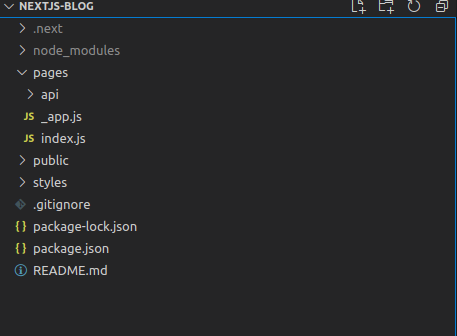 NEXTJS-BLOG
.next
node_modules
pages
api
JS _app.js
JS index.js
public
styles
.gitignore
{} package-lock.json
{} package.json
README.md